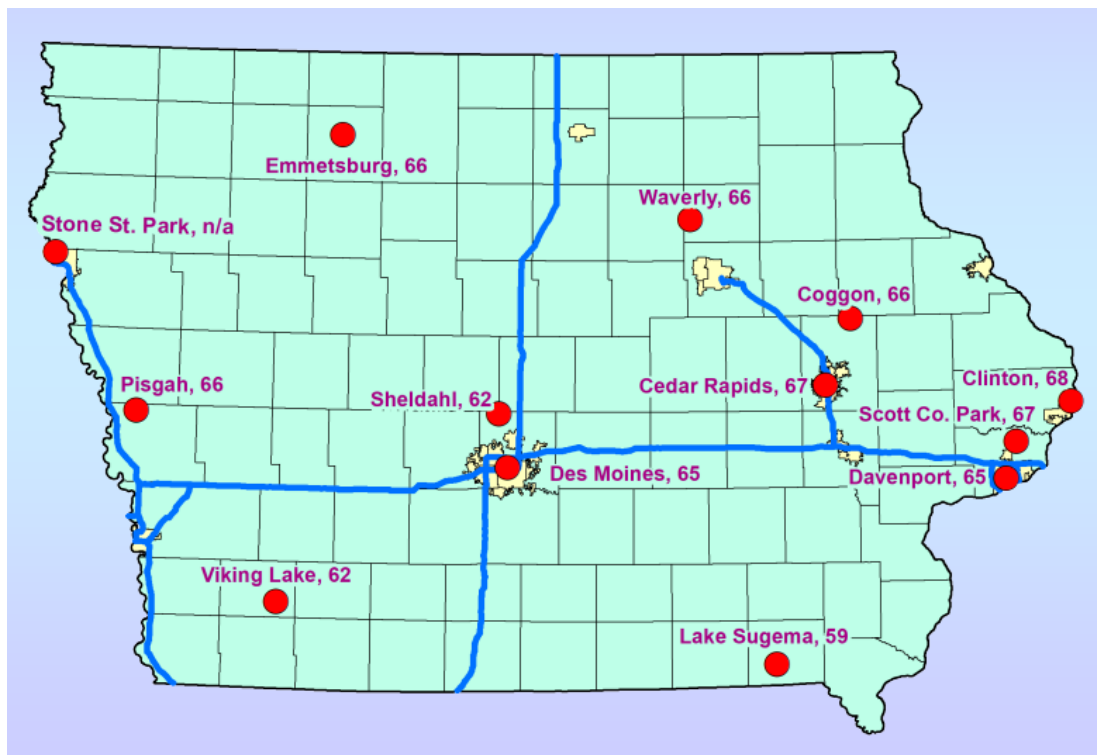 Emmetsburg, 66
Waverly, 66
Stone St. Park, n/a
Coggon, 66
Pisgah, 66
Sheldahl, 62
Cedar Rapids, 67
Clinton, 68
Scott Co. Park, 67
Des Moines, 65
Davenport, 65
Viking Lake, 62
Lake Sugema, 59